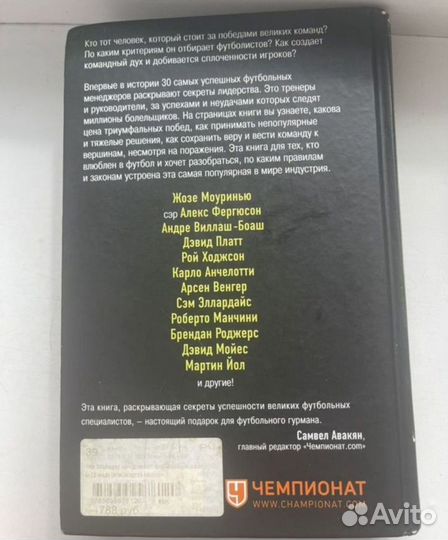 Кто тот человек, который стоит за победами великих команд?
По каким критериям он отбирает футболистов? Как создает
командный дух и добивается сплоченности игроков?
Впервые в истории 30 самых успешных футбольных
менеджеров раскрывают секреты лидерства. Это тренеры
и руководители, за успехами и неудачами которых следят
миллионы болельщиков. На страницах книги вы узнаете, какова
цена триумфальных побед, как принимать непопулярные
и тяжелые решения, как сохранить веру и вести команду к
вершинам, несмотря на поражения. Эта книга для тех, кто
влюблен в футбол и хочет разобраться, по каким правилам
и законам устроена эта самая популярная в мире индустрия.
Жозе Моуринью
сэр Алекс Фергюсон
Андре Виллаш-Боаш
Дэвид Платт
Рой Ходжсон
Карло Анчелотти
Арсен Венгер
Сэм Эллардайс
Роберто Манчини
Брендан Роджерс
Дэвид Мойес
Мартин Йол
и другие!
Эта книга, раскрывающая секреты успешности великих футбольных
специалистов, – настоящий подарок для футбольного гурмана.
Самвел Авакян,
главный редактор «Чемпионат.com»
39
788 руб
ЧЕМПИОНАТ
WWW.CHAMPIONAT.COM
Avito